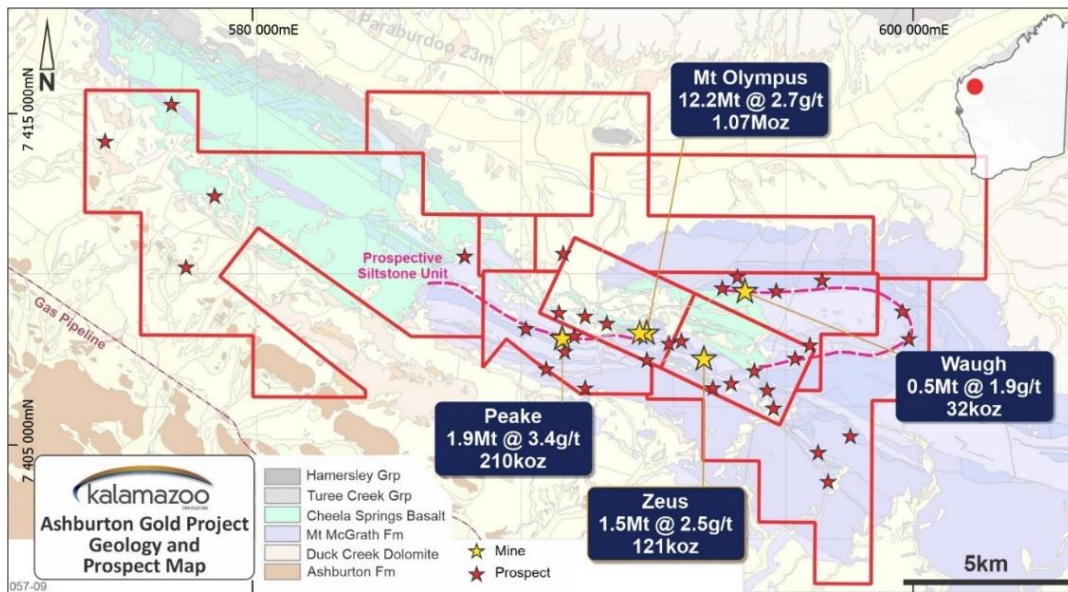 580 000mE
600 000mE
Paraburdoo 23m
N
7 415 000mN
Mt Olympus
12.2Mt @ 2.7g/t
1.07Moz
Prospective
Siltstone Unit
Gas Pipeline
Waugh
0.5Mt @ 1.9g/t
32koz
Peake
1.9Mt @ 3.4g/t
210koz
7 405 000mN
Zeus
1.5Mt @ 2.5g/t
121koz
kalamazoo
RESOURCES
Ashburton Gold Project
Geology and
Prospect Map
Hamersley Grp
Turee Creek Grp
Cheela Springs Basalt
Mt McGrath Fm
Duck Creek Dolomite
Ashburton Fm
Mine
Prospect
5km
057-09